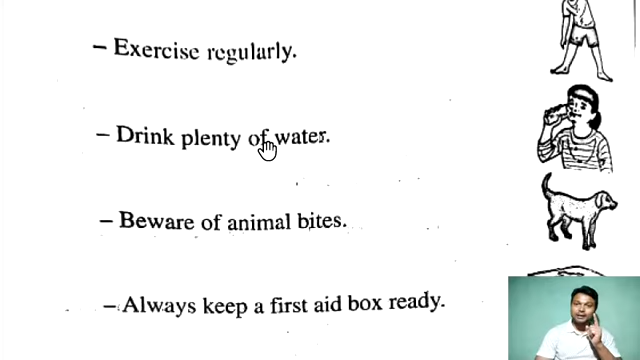 – Exercise regularly.
– Drink plenty of water.
– Beware of animal bites.
– Always keep a first aid box ready.